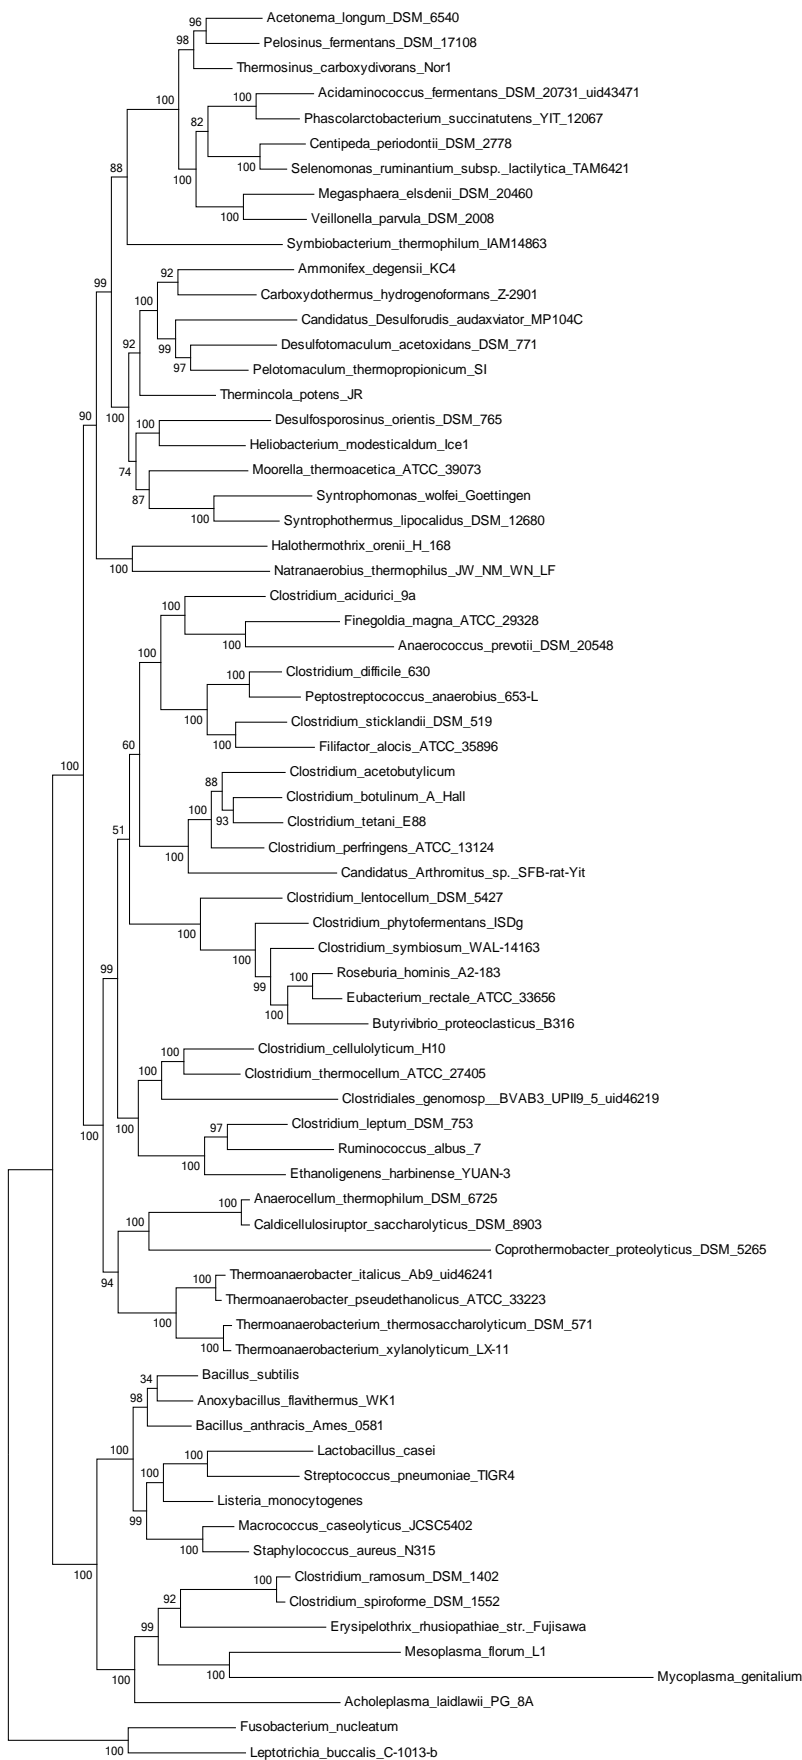 Acetonema_longum_DSM_6540
96
Pelosinus_fermentans_DSM_17108
98
Thermosinus_carboxydivorans_Nor1
100
Acidaminococcus_fermentans_DSM_20731_uid43471
100
Phascolarctobacterium_succinatutens_YIT_12067
82
Centipeda_periodontii_DSM_2778
100
Selenomonas_ruminantium_subsp._lactilytica_TAM6421
100
Megasphaera_elsdenii_DSM_20460
100
Veillonella_parvula_DSM_2008
88
Symbiobacterium_thermophilum_IAM14863
Ammonifex_degensii_KC4
92
Carboxydothermus_hydrogenoformans_Z-2901
99
100
Candidatus_Desulforudis_audaxviator_MP104C
99
Desulfotomaculum_acetoxidans_DSM_771
92
97
Pelotomaculum_thermopropionicum_SI
Thermincola_potens_JR
100
Desulfosporosinus_orientis_DSM_765
90
100
Heliobacterium_modesticaldum_Ice1
74
Moorella_thermoacetica_ATCC_39073
87
Syntrophomonas_wolfei_Goettingen
100
Syntrophothermus_lipocalidus_DSM_12680
Halothermothrix_orenii_H_168
100
Natranaerobius_thermophilus_JW_NM_WN_LF
Clostridium_acidurici_9a
100
Finegoldia_magna_ATCC_29328
100
Anaerococcus_prevotii_DSM_20548
100
Clostridium_difficile_630
100
Peptostreptococcus_anaerobius_653-L
100
Clostridium_sticklandii_DSM_519
100
Filifactor_alocis_ATCC_35896
60
100
Clostridium_acetobutylicum
88
Clostridium_botulinum_A_Hall
100
93
Clostridium_tetani_E88
51
Clostridium_perfringens_ATCC_13124
100
Candidatus_Arthromitus_sp._SFB-rat-Yit
Clostridium_lentocellum_DSM_5427
100
Clostridium_phytofermentans_ISDg
100
Clostridium_symbiosum_WAL-14163
99
Roseburia_hominis_A2-183
99
100
Eubacterium_rectale_ATCC_33656
100
Butyrivibrio_proteoclasticus_B316
Clostridium_cellulolyticum_H10
100
Clostridium_thermocellum_ATCC_27405
100
Clostridiales_genomosp__BVAB3_UPII9_5_uid46219
100
Clostridium_leptum_DSM_753
100
97
Ruminococcus_albus_7
100
Ethanoligenens_harbinense_YUAN-3
Anaerocellum_thermophilum_DSM_6725
100
Caldicellulosiruptor_saccharolyticus_DSM_8903
100
Coprothermobacter_proteolyticus_DSM_5265
94
Thermoanaerobacter_italicus_Ab9_uid46241
100
Thermoanaerobacter_pseudethanolicus_ATCC_33223
100
Thermoanaerobacterium_thermosaccharolyticum_DSM_571
100
Thermoanaerobacterium_xylanolyticum_LX-11
Bacillus_subtilis
34
Anoxybacillus_flavithermus_WK1
98
Bacillus_anthracis_Ames_0581
100
Lactobacillus_casei
100
Streptococcus_pneumoniae_TIGR4
100
Listeria_monocytogenes
99
Macrococcus_caseolyticus_JCSC5402
100
Staphylococcus_aureus_N315
100
Clostridium_ramosum_DSM_1402
100
Clostridium_spiroforme_DSM_1552
92
Erysipelothrix_rhusiopathiae_str._Fujisawa
99
Mesoplasma_florum_L1
100
Mycoplasma_genitalium
100
Acholeplasma_laidlawii_PG_8A
Fusobacterium_nucleatum
100
Leptotrichia_buccalis_C-1013-b